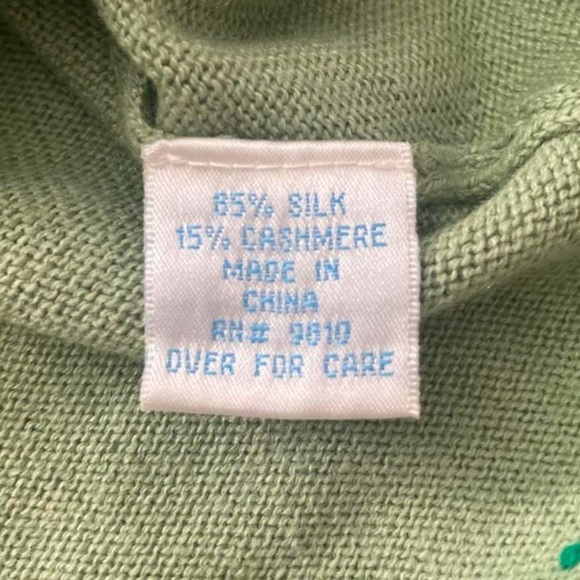 85% SILK
15% CASHMERE
MADE IN
CHINA
RN# 9810
OVER FOR CARE